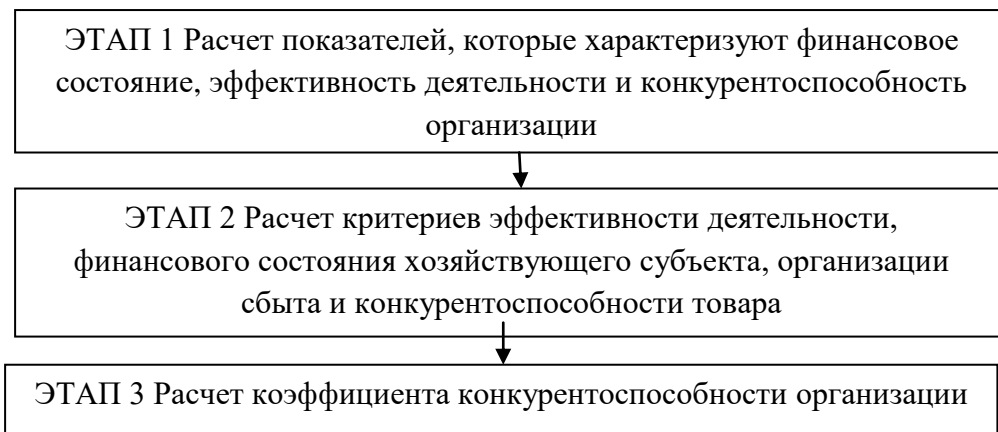 ЭТАП 1 Расчет показателей, которые характеризуют финансовое
состояние, эффективность деятельности и конкурентоспособность
организации
ЭТАП 2 Расчет критериев эффективности деятельности,
финансового состояния хозяйствующего субъекта, организации
сбыта и конкурентоспособности товара
ЭТАП 3 Расчет коэффициента конкурентоспособности организации